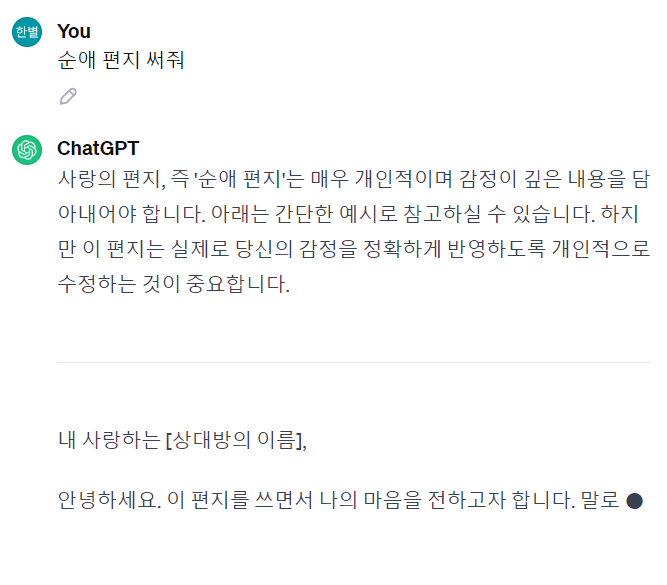 한별
You
순애 편지 써줘
ChatGPT
사랑의 편지, 즉 '순애 편지'는 매우 개인적이며 감정이 깊은 내용을 담
아내어야 합니다. 아래는 간단한 예시로 참고하실 수 있습니다. 하지
만 이 편지는 실제로 당신의 감정을 정확하게 반영하도록 개인적으로
수정하는 것이 중요합니다.
내 사랑하는 [상대방의 이름],
안녕하세요. 이 편지를 쓰면서 나의 마음을 전하고자 합니다. 말로